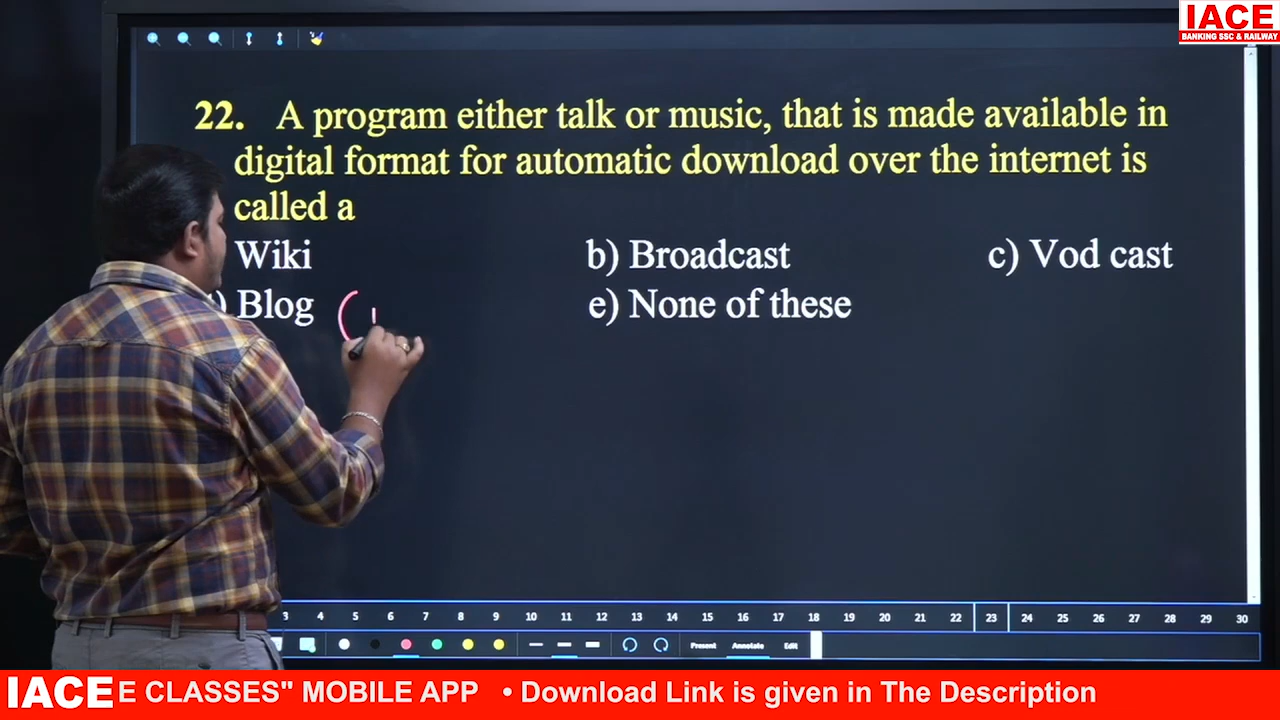 IACE
BANKING SSC & RAILWAY
22. A program either talk or music, that is made available in
digital format for automatic download over the internet is
called a
Wiki b) Broadcast c) Vod cast
) Blog e) None of these
3 4 5 6 7 8 9 10 11 12 13 14 15 16 17 18 19 20 21 22 23 24 25 26 27 28 29 30
Present Annotate Edit
IACE E CLASSES" MOBILE APP • Download Link is given in The Description